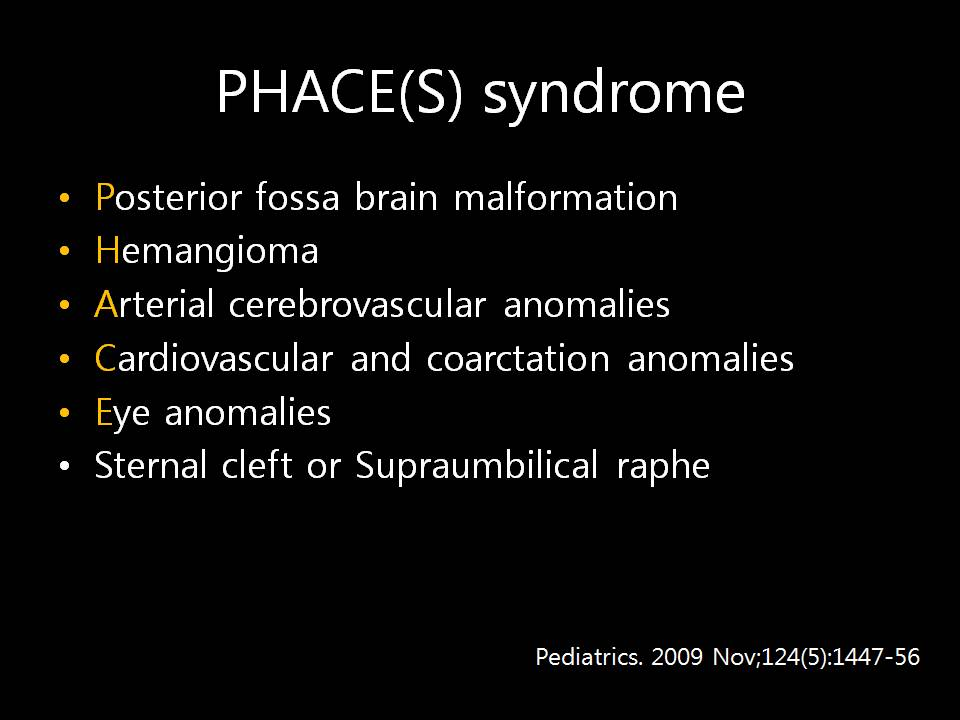 PHACE(S) syndrome
• Posterior fossa brain malformation
• Hemangioma
• Arterial cerebrovascular anomalies
• Cardiovascular and coarctation anomalies
• Eye anomalies
• Sternal cleft or Supraumbilical raphe
Pediatrics. 2009 Nov;124(5):1447-56